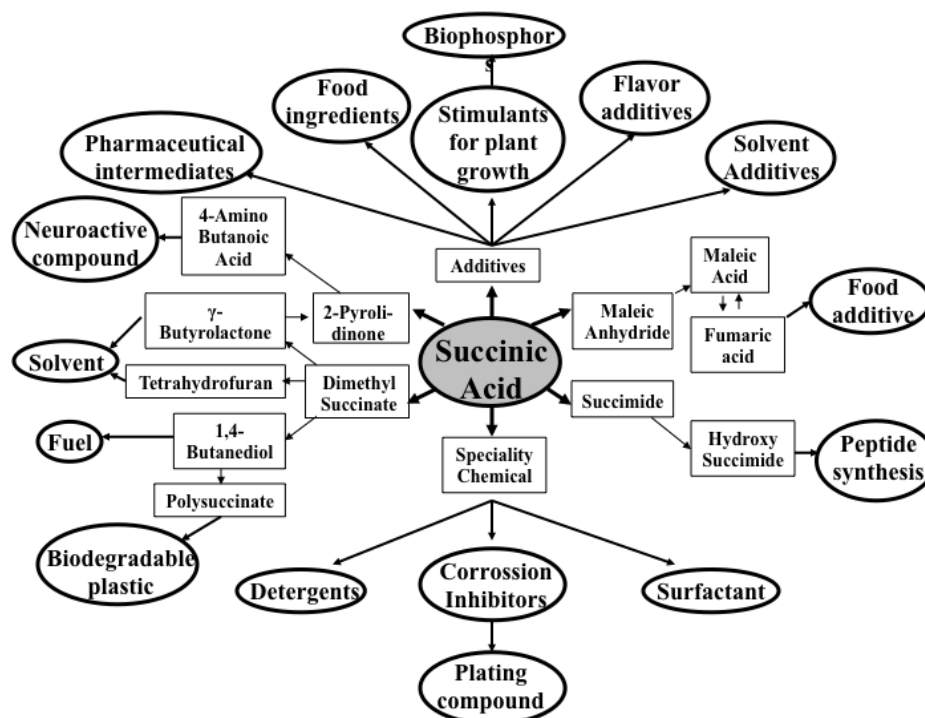 Biophosphor
s
Food
ingredients
Stimulants
for plant
growth
Flavor
additives
Pharmaceutical
intermediates
Solvent
Additives
4-Amino
Butanoic
Acid
Neuroactive
compound
Additives
Maleic
Acid
γ-
Butyrolactone
2-Pyroli-
dinone
Maleic
Anhydride
Food
additive
Fumaric
acid
Succinic
Acid
Solvent
Tetrahydrofuran
Dimethyl
Succinate
Succimide
Fuel
1,4-
Butanediol
Speciality
Chemical
Hydroxy
Succimide
Peptide
synthesis
Polysuccinate
Biodegradable
plastic
Detergents
Corrossion
Inhibitors
Surfactant
Plating
compound